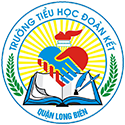 TRƯỜNG TIỂU HỌC ĐOÀN KẾT
QUẬN LONG BIÊN